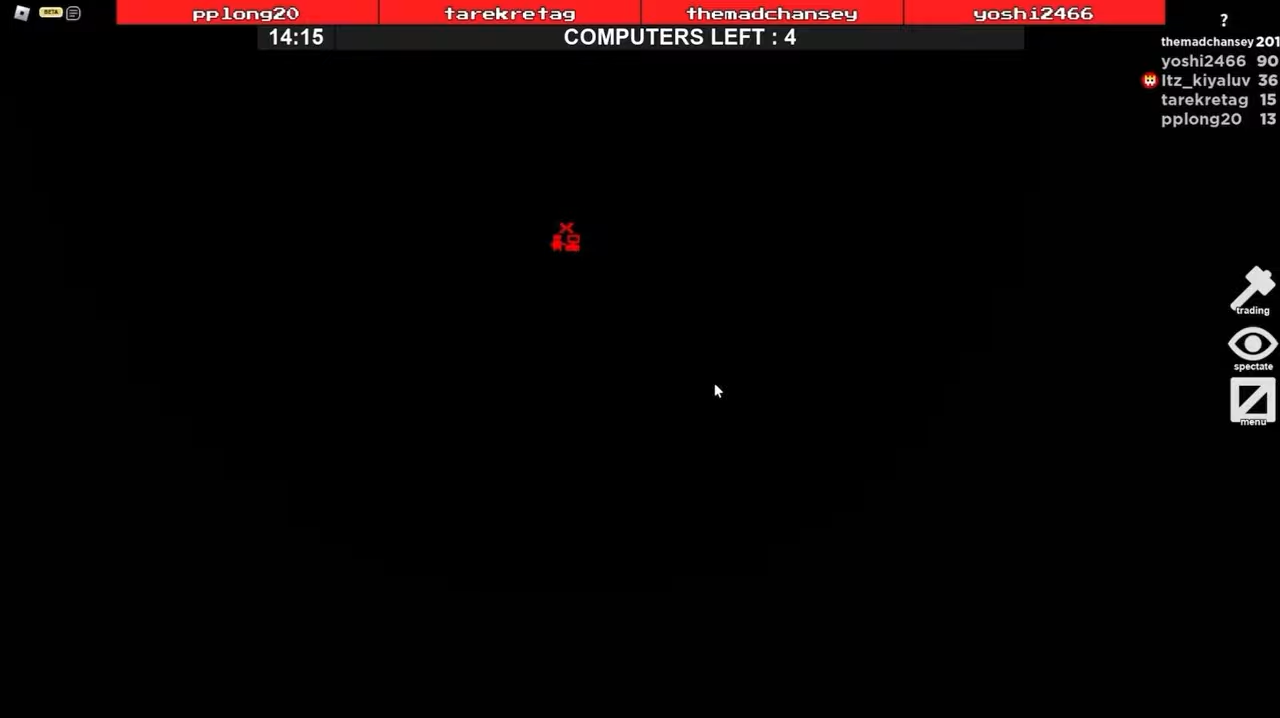 BETA
pplong20
tarekretag
themadchansey
yoshi2466
14:15
COMPUTERS LEFT : 4
?
themadchansey 201
yoshi2466 90
Itz_kiyaluv 36
tarekretag 15
pplong20 13
trading
spectate
menu